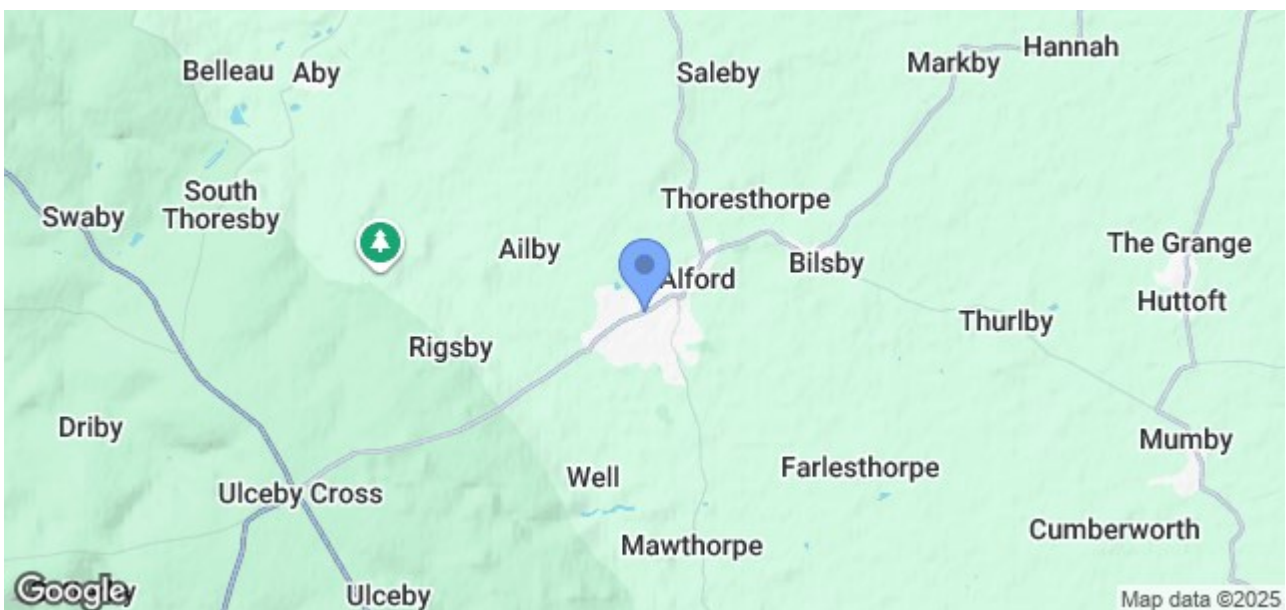 Hannah
Markby
Belleau
Aby
Saleby
South
Thoresby
Thoresthorpe
Swaby
Ailby
The Grange
Bilsby
Alford
Huttoft
Thurlby
Rigsby
Driby
Mumby
Farlesthorpe
Well
Ulceby Cross
Cumberworth
Mawthorpe
Google
Ulceby
Map data ©2025